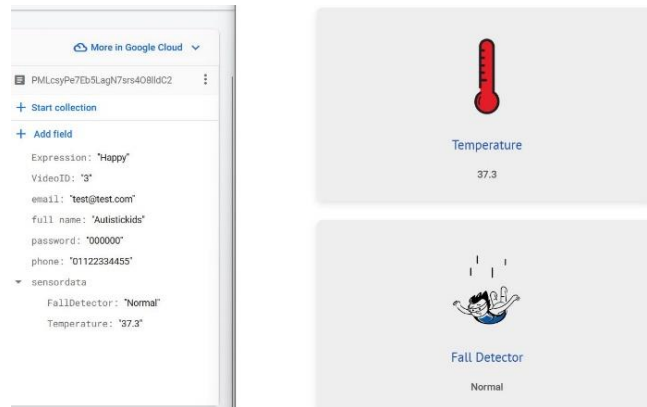 More in Google Cloud
PMLcsyPe7Eb5LagN7srs4O8IldC2
+ Start collection
+ Add field
Expression: "Happy"
VideoID: "3"
email: "test@test.com"
full name: "Autistickids"
password: "000000"
phone: "01122334455"
sensordata
FallDetector: "Normal"
Temperature: "37.3"
Temperature
37.3
Fall Detector
Normal